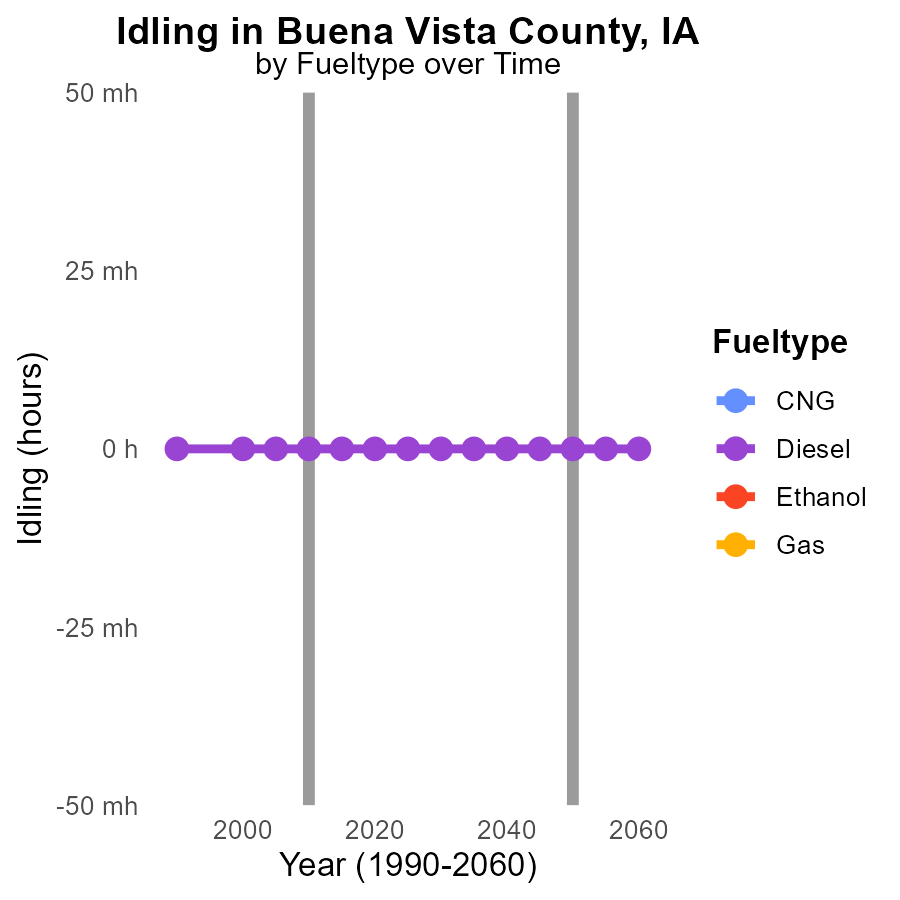 Idling in Buena Vista County, IA
by Fueltype over Time
50 mh
25 mh
0 h
-25 mh
-50 mh
Idling (hours)
2000 2020 2040 2060
Year (1990-2060)
Fueltype
CNG
Diesel
Ethanol
Gas